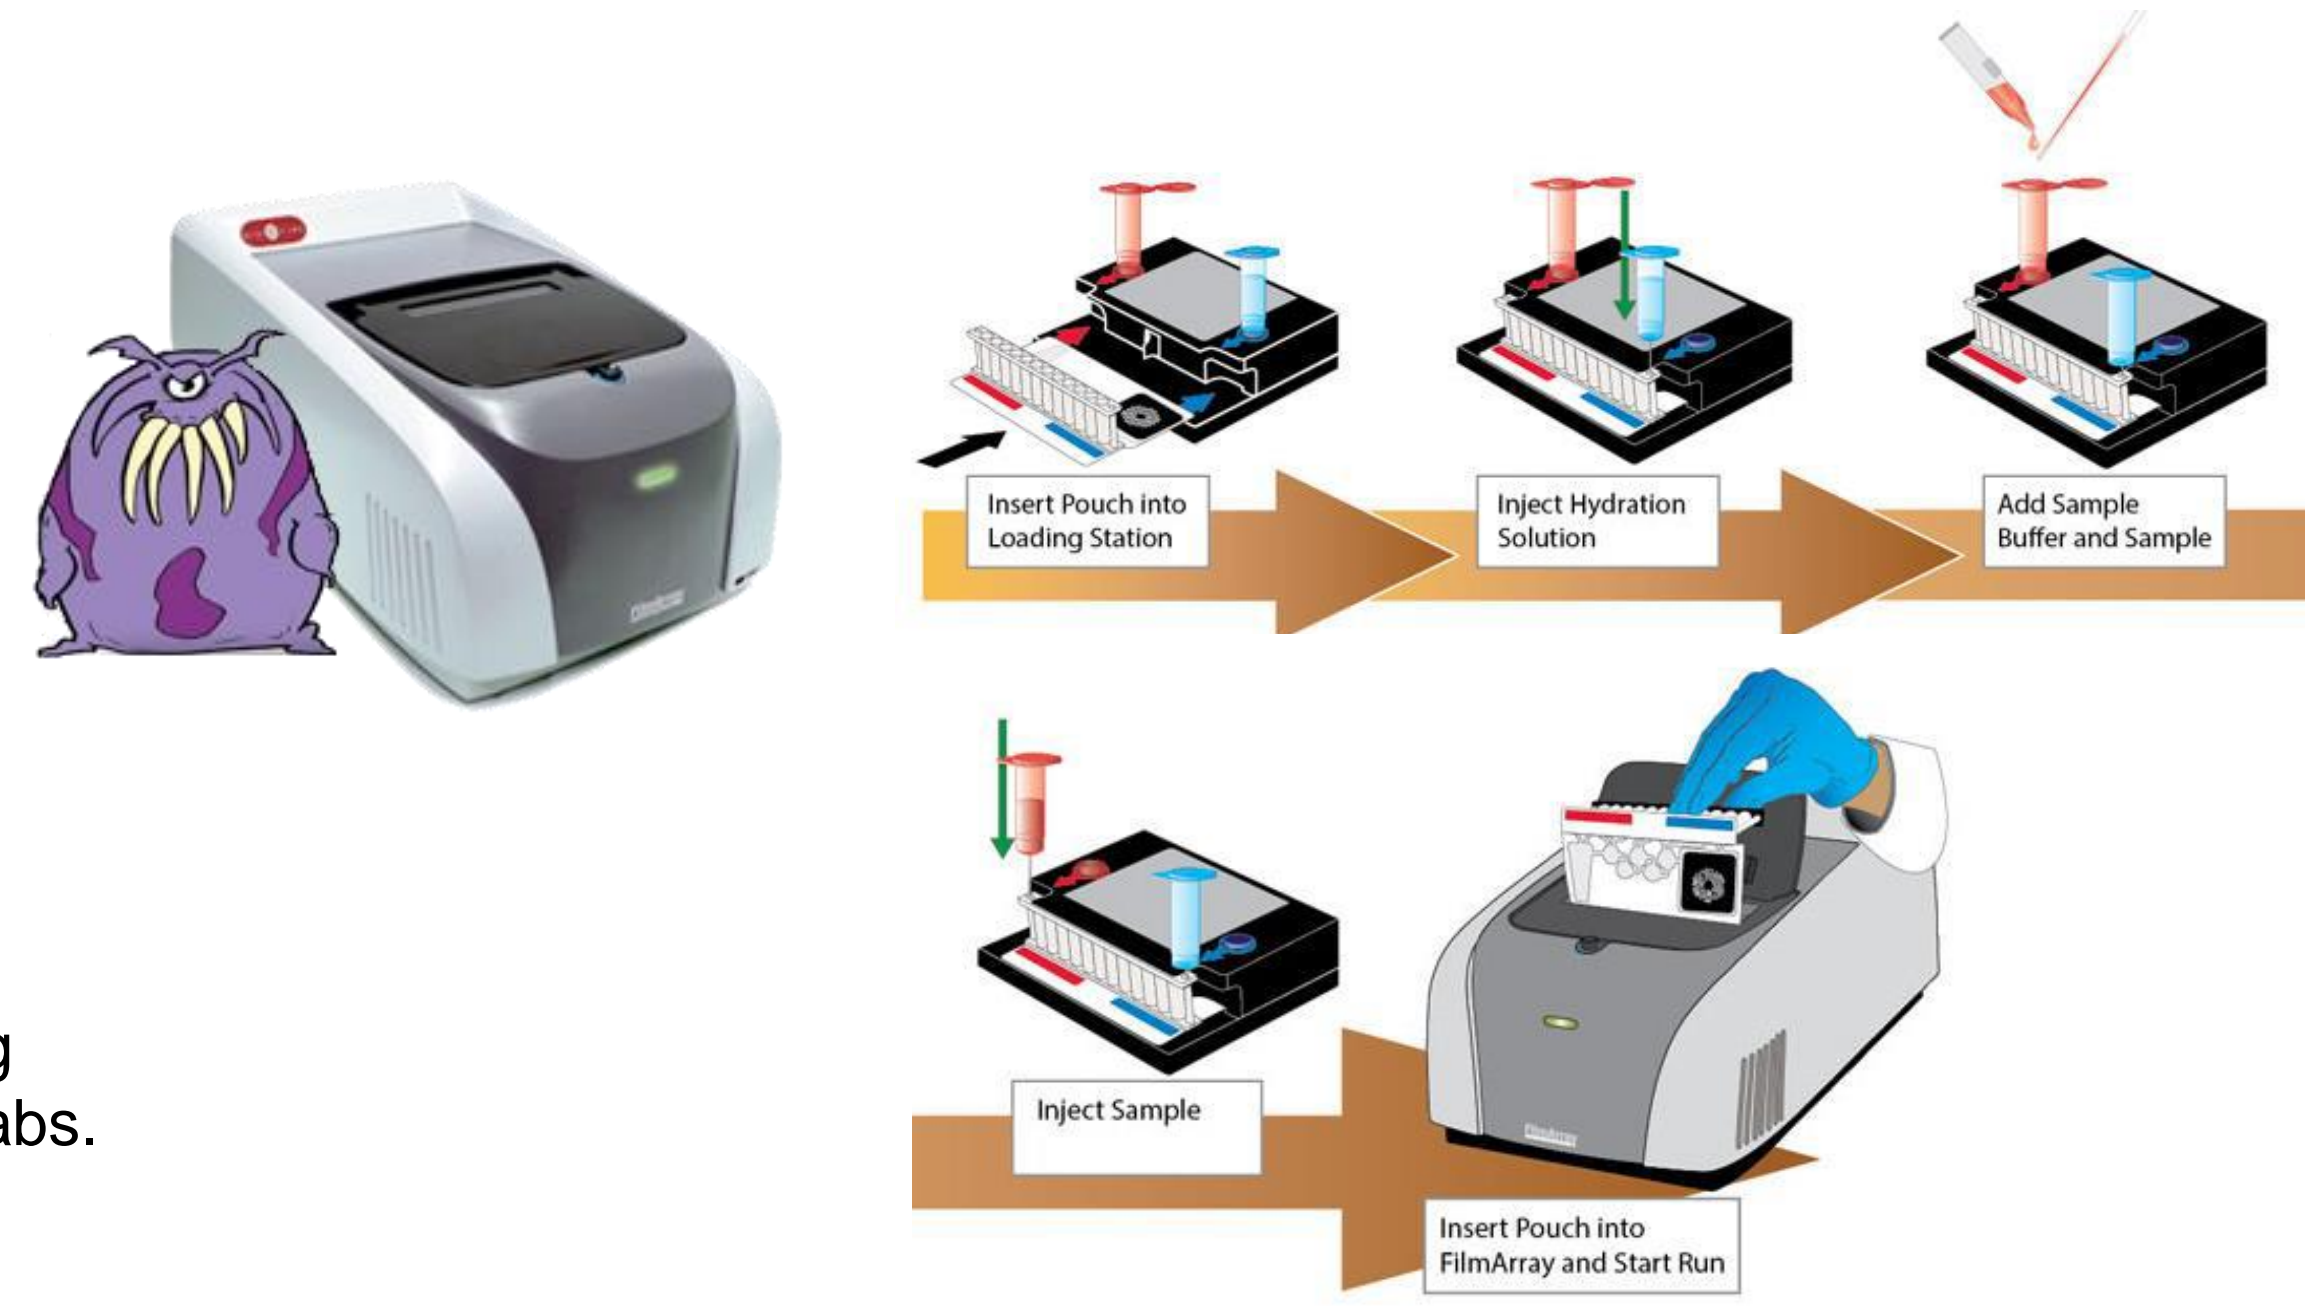 Insert Pouch into
Loading Station
Inject Hydration
Solution
Add Sample
Buffer and Sample
g
abs.
Inject Sample
Insert Pouch into
FilmArray and Start Run
FilmArray